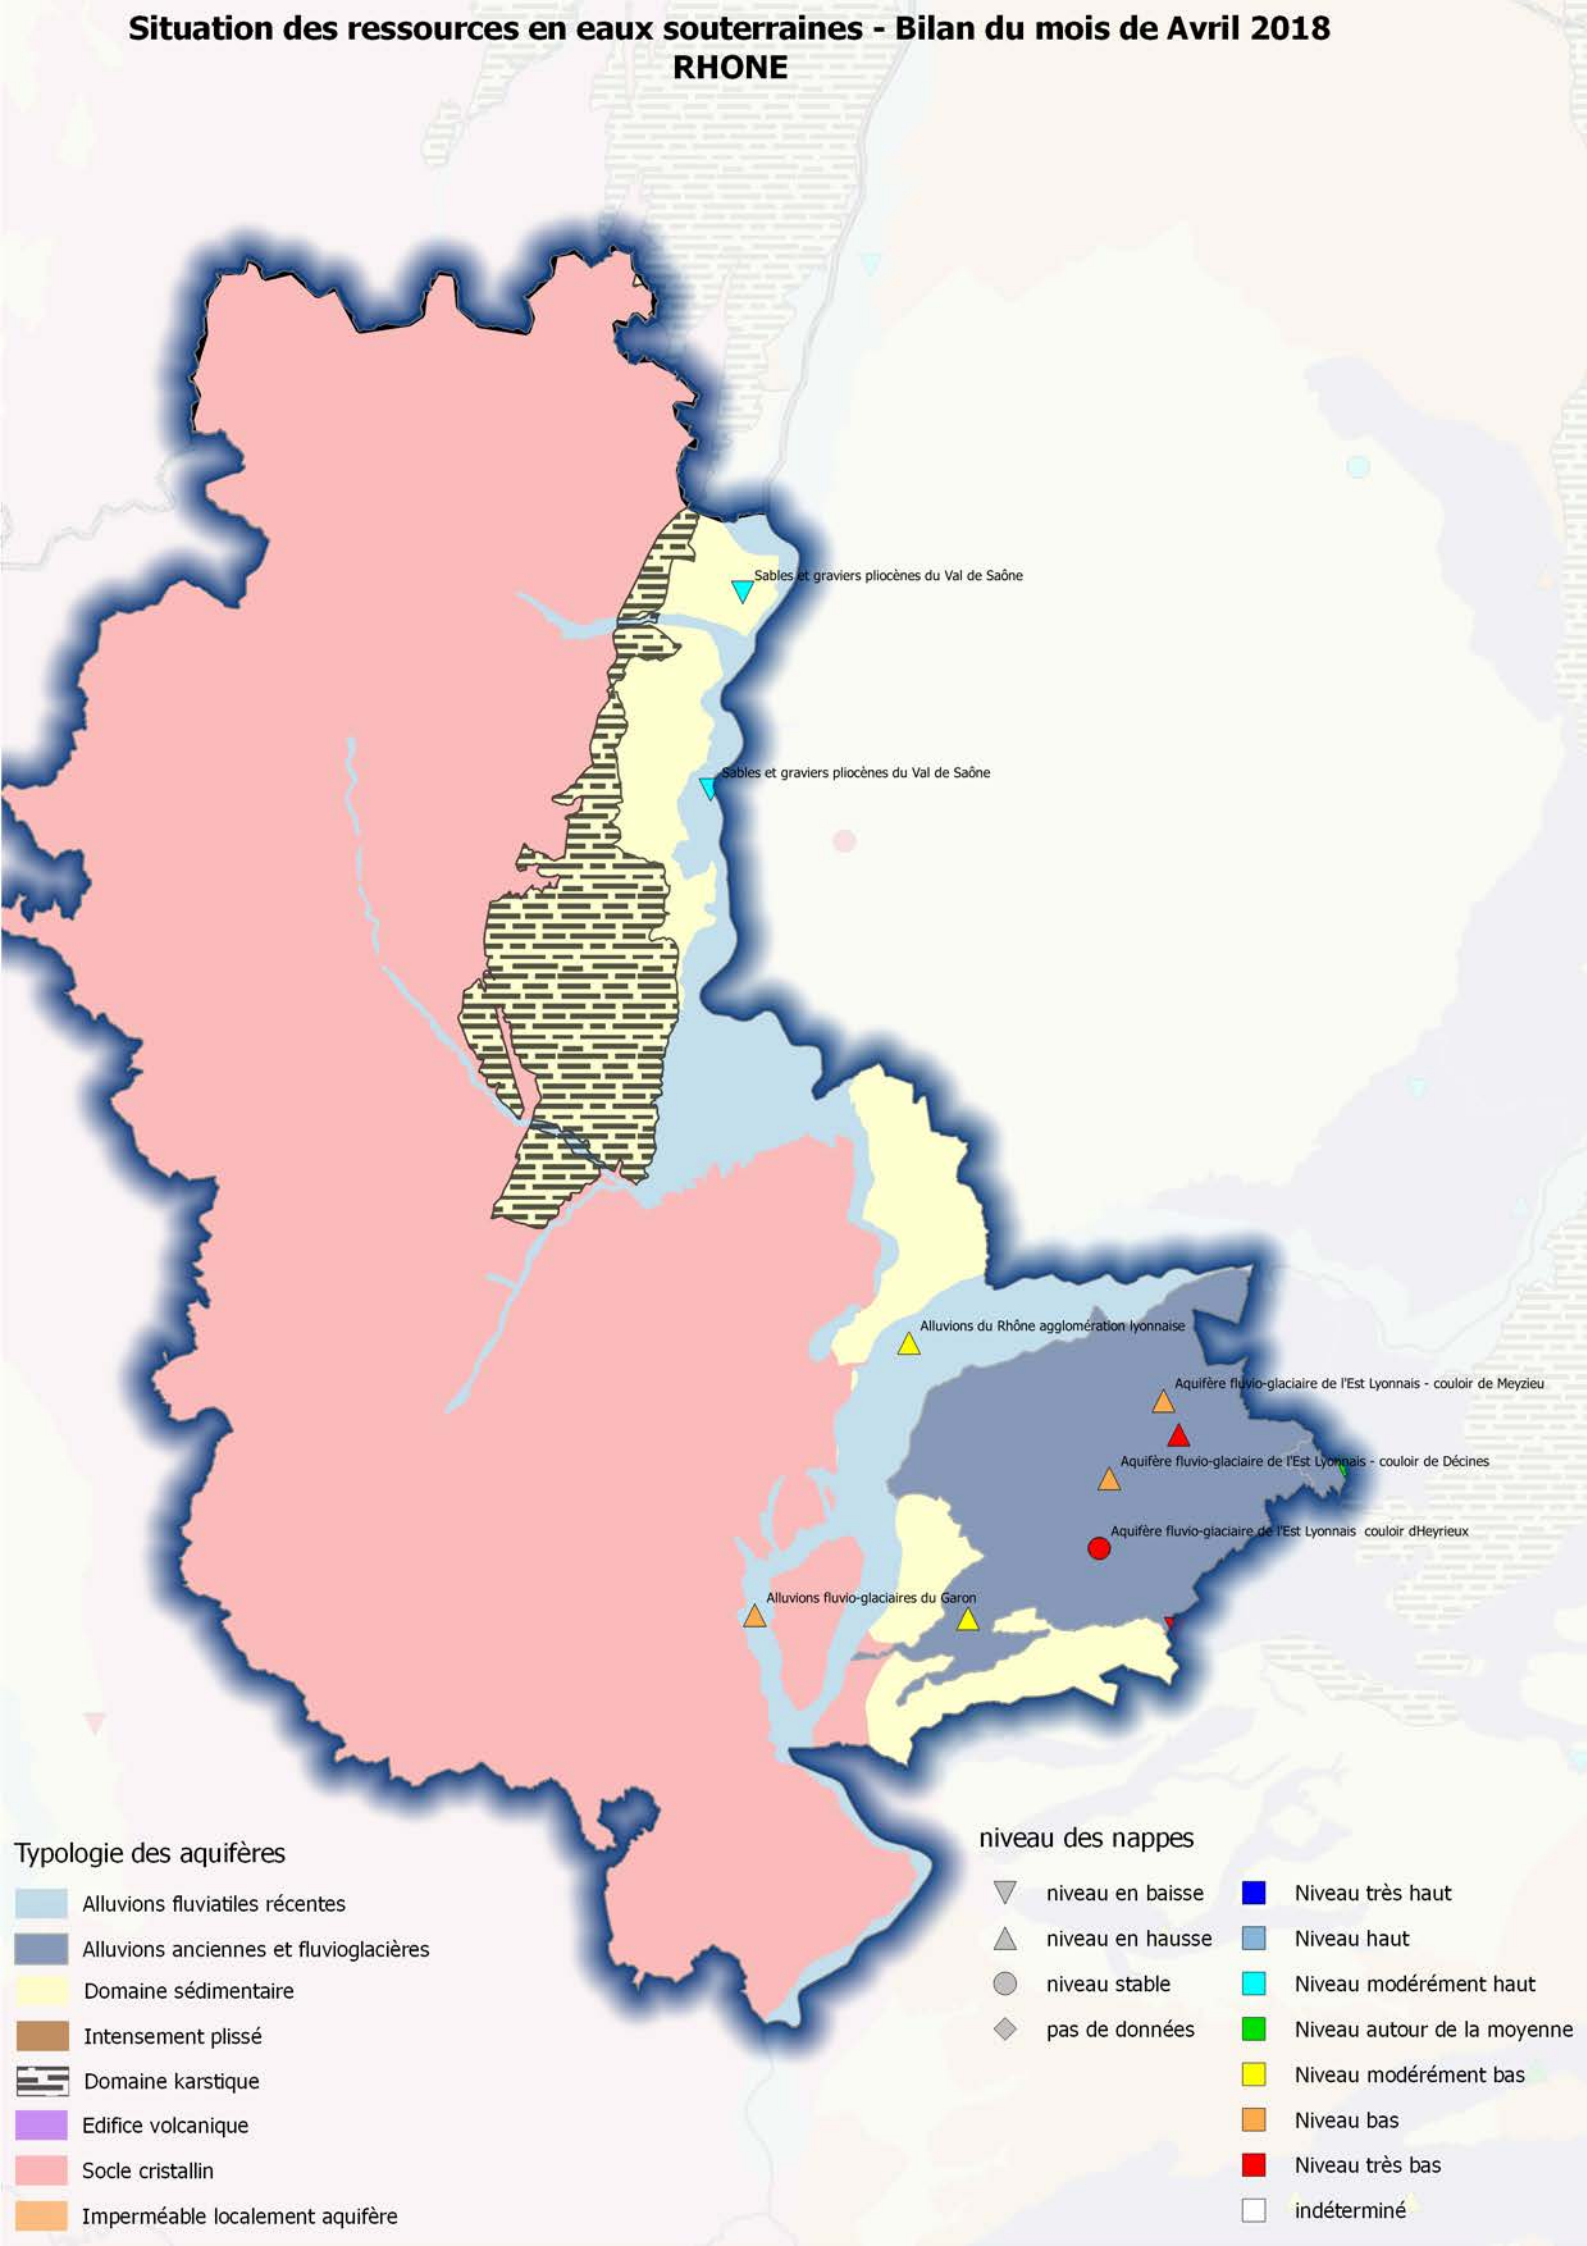 Situation des ressources en eaux souterraines - Bilan du mois de Avril 2018
RHONE
Sables et graviers pliocènes du Val de Saône
Sables et graviers pliocènes du Val de Saône
Alluvions du Rhône agglomération lyonnaise
Aquifère fluvio-glaciaire de l'Est Lyonnais - couloir de Meyzieu
Aquifère fluvio-glaciaire de l'Est Lyonnais - couloir de Décines
Aquifère fluvio-glaciaire de l'Est Lyonnais couloir dHeyrieux
Alluvions fluvio-glaciaires du Garon
Typologie des aquifères
Alluvions fluviatiles récentes
Alluvions anciennes et fluvioglacières
Domaine sédimentaire
Intensement plissé
Domaine karstique
Edifice volcanique
Socle cristallin
Imperméable localement aquifère
niveau des nappes
niveau en baisse
niveau en hausse
niveau stable
pas de données
Niveau très haut
Niveau haut
Niveau modérément haut
Niveau autour de la moyenne
Niveau modérément bas
Niveau bas
Niveau très bas
indéterminé